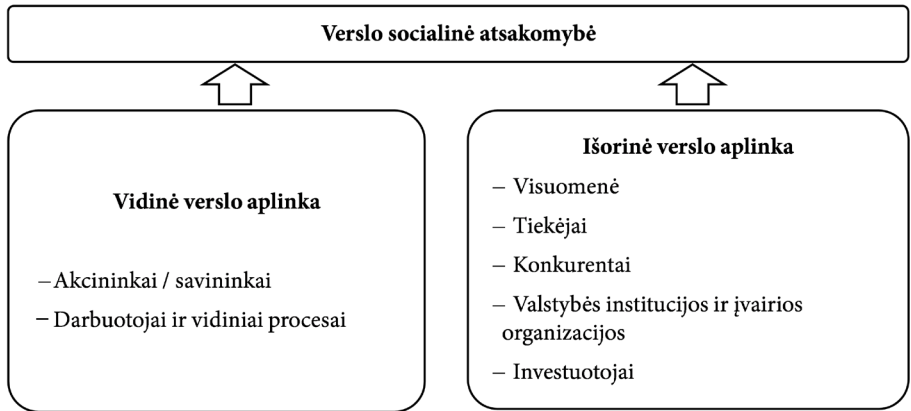 Verslo socialinė atsakomybė
Vidinė verslo aplinka
– Akcininkai / savininkai
– Darbuotojai ir vidiniai procesai
Išorinė verslo aplinka
– Visuomenė
– Tiekėjai
– Konkurentai
– Valstybės institucijos ir įvairios
organizacijos
– Investuotojai